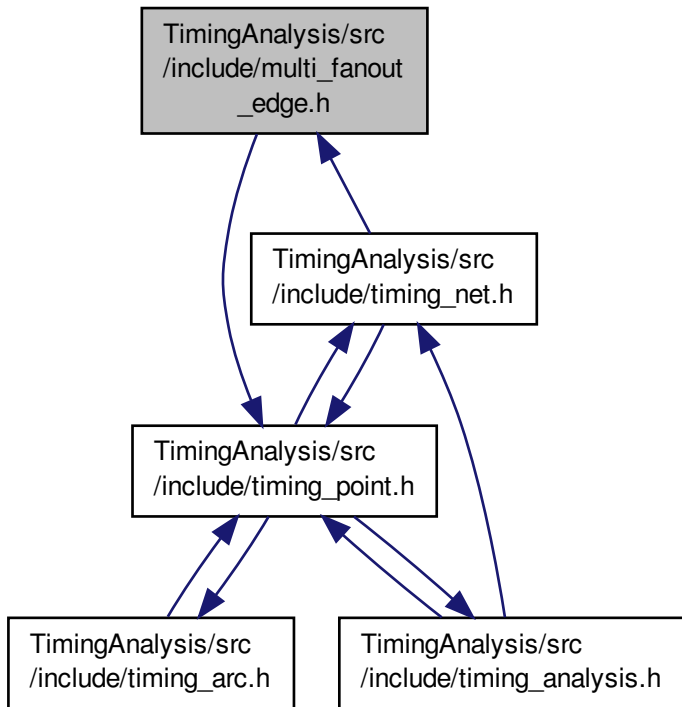 TimingAnalysis/src
/include/multi_fanout
_edge.h
TimingAnalysis/src
/include/timing_net.h
TimingAnalysis/src
/include/timing_point.h
TimingAnalysis/src
/include/timing_arc.h
TimingAnalysis/src
/include/timing_analysis.h